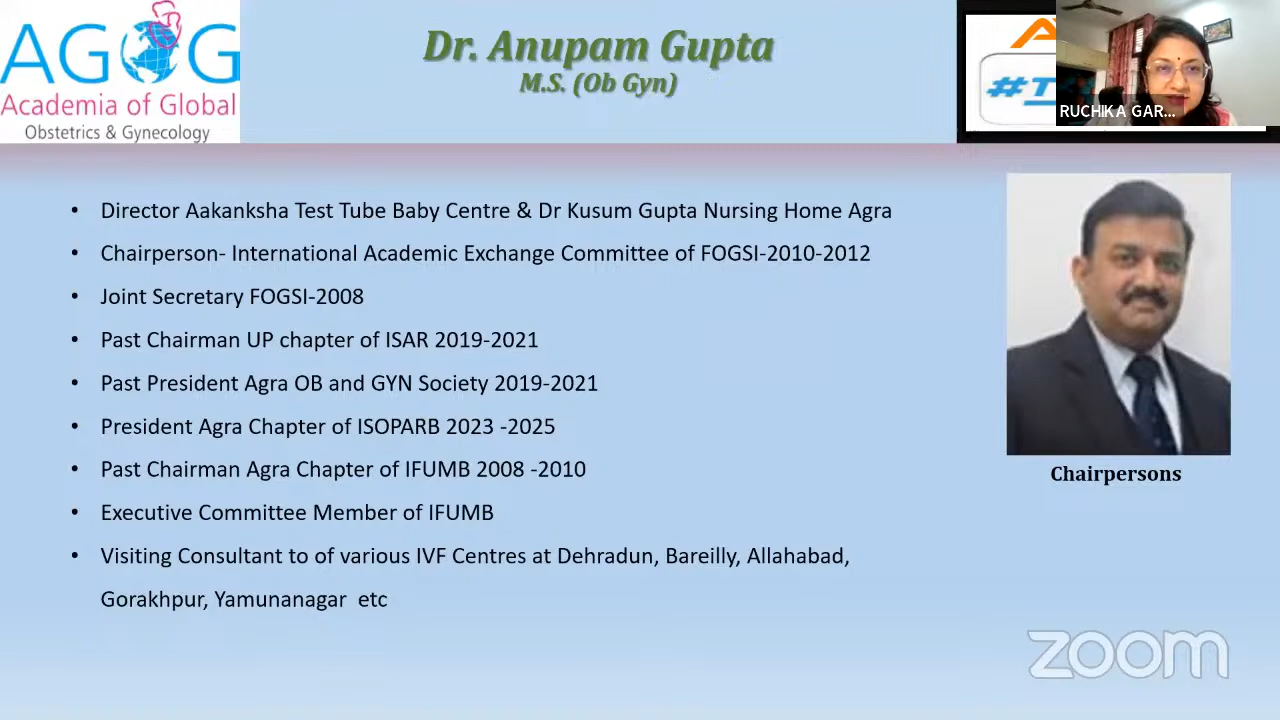 AGOG
Academia of Global
Obstetrics & Gynecology
Dr. Anupam Gupta
M.S. (Ob Gyn)
RUCHIKA GAR...
• Director Aakanksha Test Tube Baby Centre & Dr Kusum Gupta Nursing Home Agra
• Chairperson- International Academic Exchange Committee of FOGSI-2010-2012
• Joint Secretary FOGSI-2008
• Past Chairman UP chapter of ISAR 2019-2021
• Past President Agra OB and GYN Society 2019-2021
• President Agra Chapter of ISOPARB 2023 -2025
• Past Chairman Agra Chapter of IFUMB 2008 -2010
• Executive Committee Member of IFUMB
• Visiting Consultant to of various IVF Centres at Dehradun, Bareilly, Allahabad,
Gorakhpur, Yamunanagar etc
Chairpersons
zoom